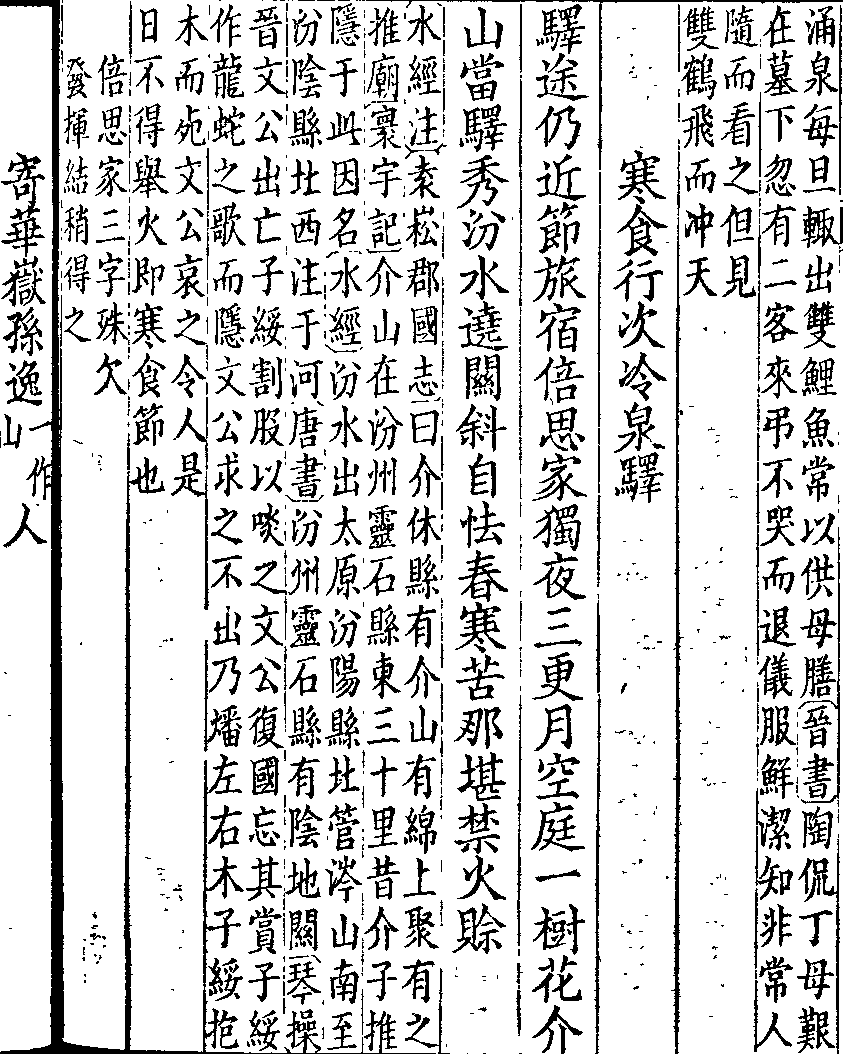 涌泉每旦輙出雙鯉魚常以供母膳晉書陶侃丁母艱
在墓下忽有二客來弔不哭而退儀服鮮潔知非常人
隨而看之但見
雙鶴飛而冲天
寒食行次冷泉驛
驛途仍近節旅宿倍思家獨夜三更月空庭一樹花介
山當驛秀汾水遶關斜自怯春寒苦那堪禁火賖
水經注袁崧郡國志曰介休縣有介山有綿上聚有之
推廟寰宇記介山在汾州靈石縣東三十里昔介子推
隱于此因名水經汾水出太原汾陽縣北管涔山南至
汾陰縣北西注于河唐書汾州靈石縣有陰地關琴操
晉文公出亡子綏割股以啖之文公復國忘其賞子綏
作龍蛇之歌而隱文公求之不出乃燔左右木子綏抱
木而死文公哀之令人是
日不得舉火即寒食節也
倍思家三字殊欠
發揮結稍得之
寄華嶽孫逸一作山人